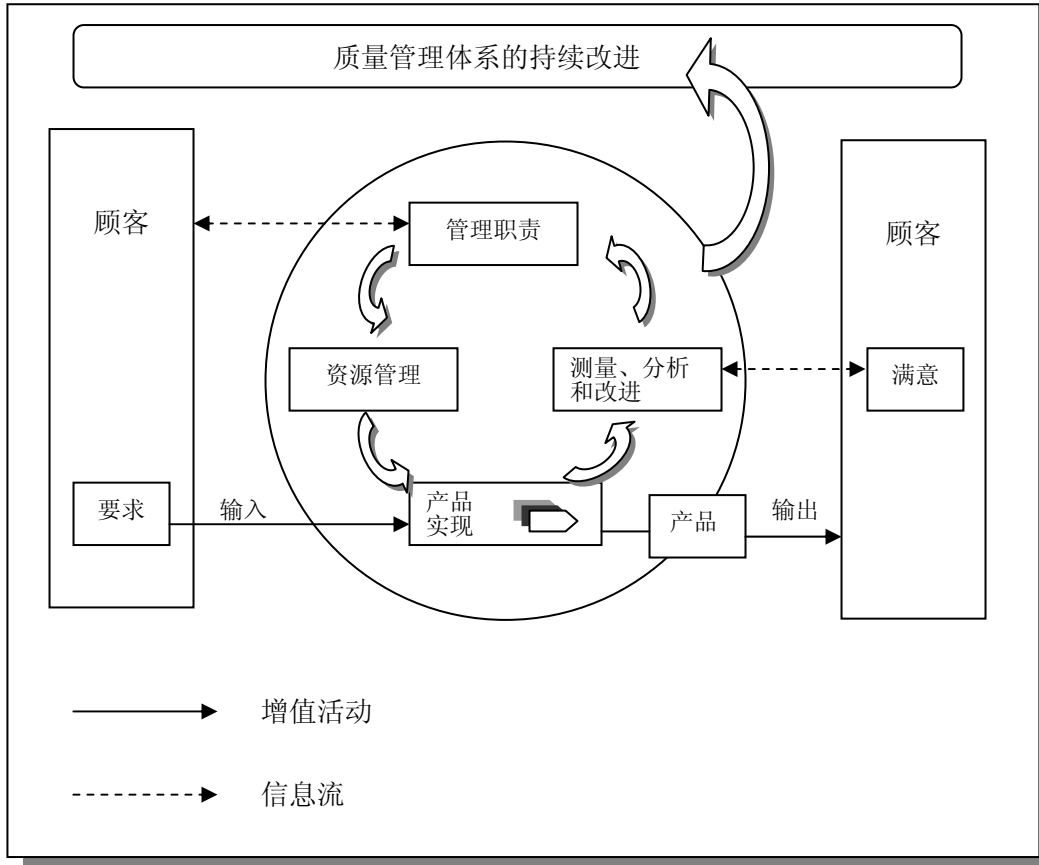 质量管理体系的持续改进
顾客
管理职责
顾客
资源管理
测量、分析
和改进
满意
要求
输入
产品
实现
产品
输出
增值活动
信息流